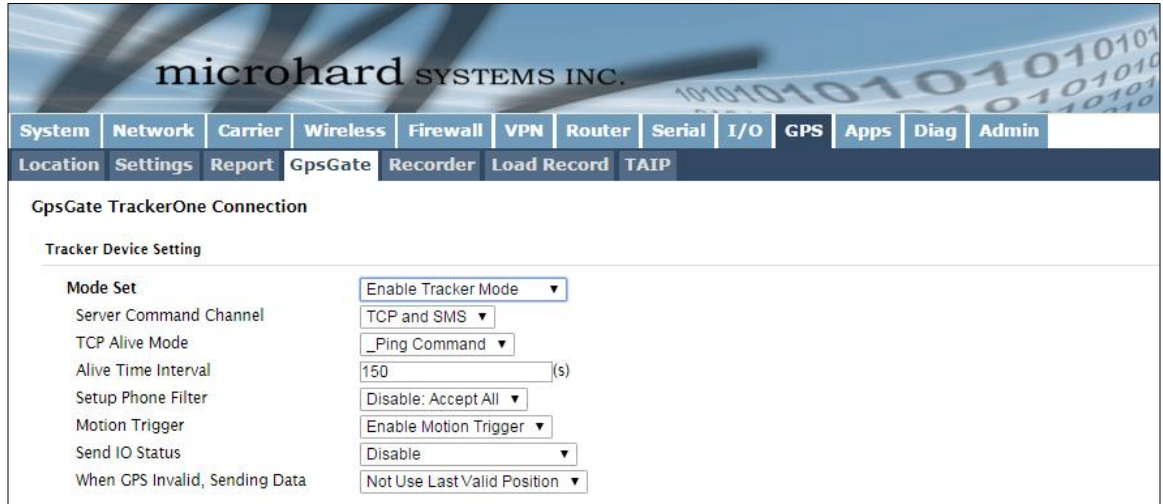 microhard SYSTEMS INC.
System Network Carrier Wireless Firewall VPN Router Serial I/O GPS Apps Diag Admin
Location Settings Report GpsGate Recorder Load Record TAIP
GpsGate TrackerOne Connection
Tracker Device Setting
Mode Set Enable Tracker Mode
Server Command Channel TCP and SMS
TCP Alive Mode _Ping Command
Alive Time Interval 150 (s)
Setup Phone Filter Disable: Accept All
Motion Trigger Enable Motion Trigger
Send IO Status Disable
When GPS Invalid, Sending Data Not Use Last Valid Position